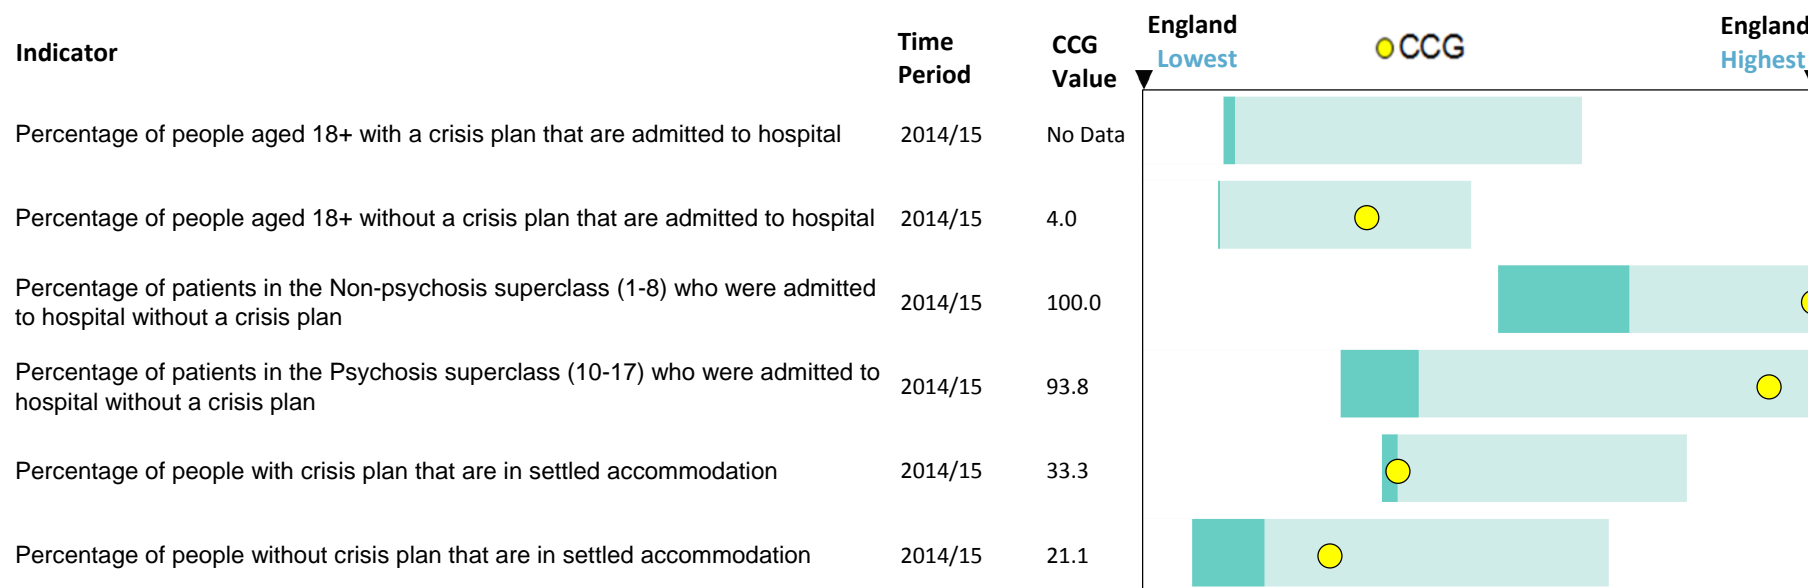 Indicator
Time Period
CCG Value
England Lowest
CCG
England Highest
Percentage of people aged 18+ with a crisis plan that are admitted to hospital 2014/15 No Data
Percentage of people aged 18+ without a crisis plan that are admitted to hospital 2014/15 4.0
Percentage of patients in the Non-psychosis superclass (1-8) who were admitted
to hospital without a crisis plan 2014/15 100.0
Percentage of patients in the Psychosis superclass (10-17) who were admitted to
hospital without a crisis plan 2014/15 93.8
Percentage of people with crisis plan that are in settled accommodation 2014/15 33.3
Percentage of people without crisis plan that are in settled accommodation 2014/15 21.1